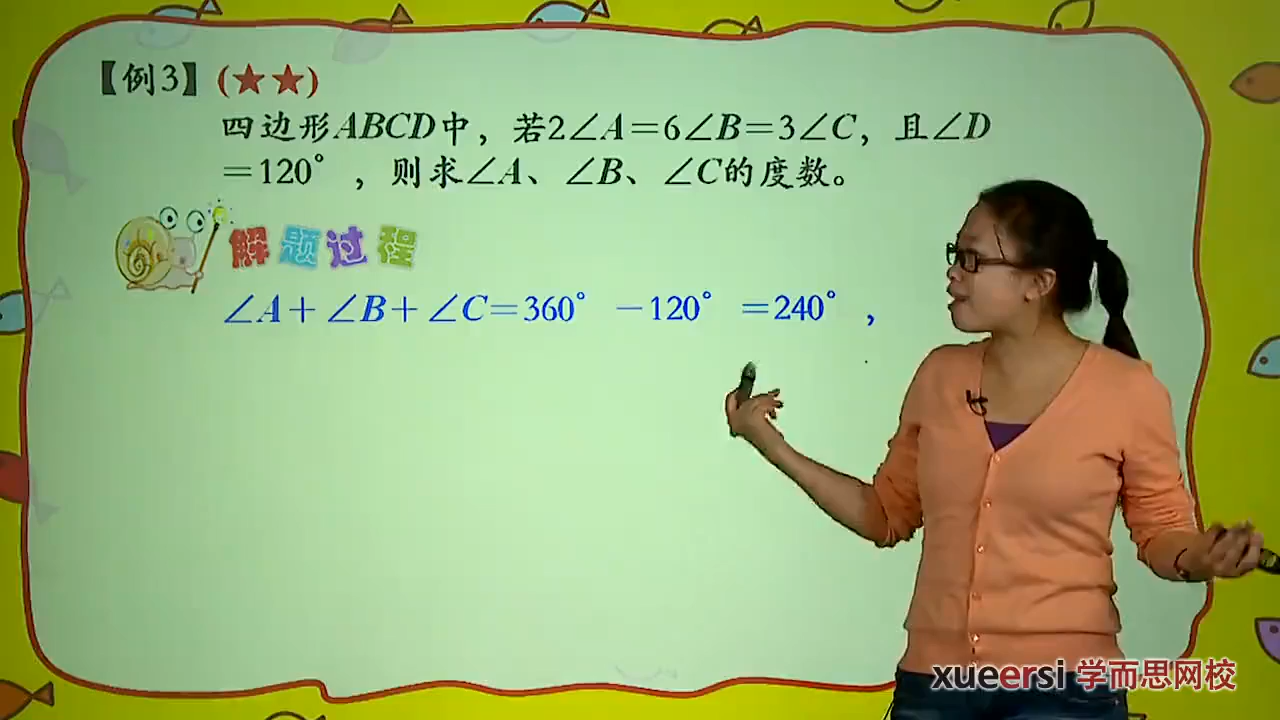 【例3】(★★)
四边形ABCD中，若2∠A=6∠B=3∠C，且∠D
=120°，则求∠A、∠B、∠C的度数。
解题过程
∠A+∠B+∠C=360°-120°=240°，
xueersi 学而思网校